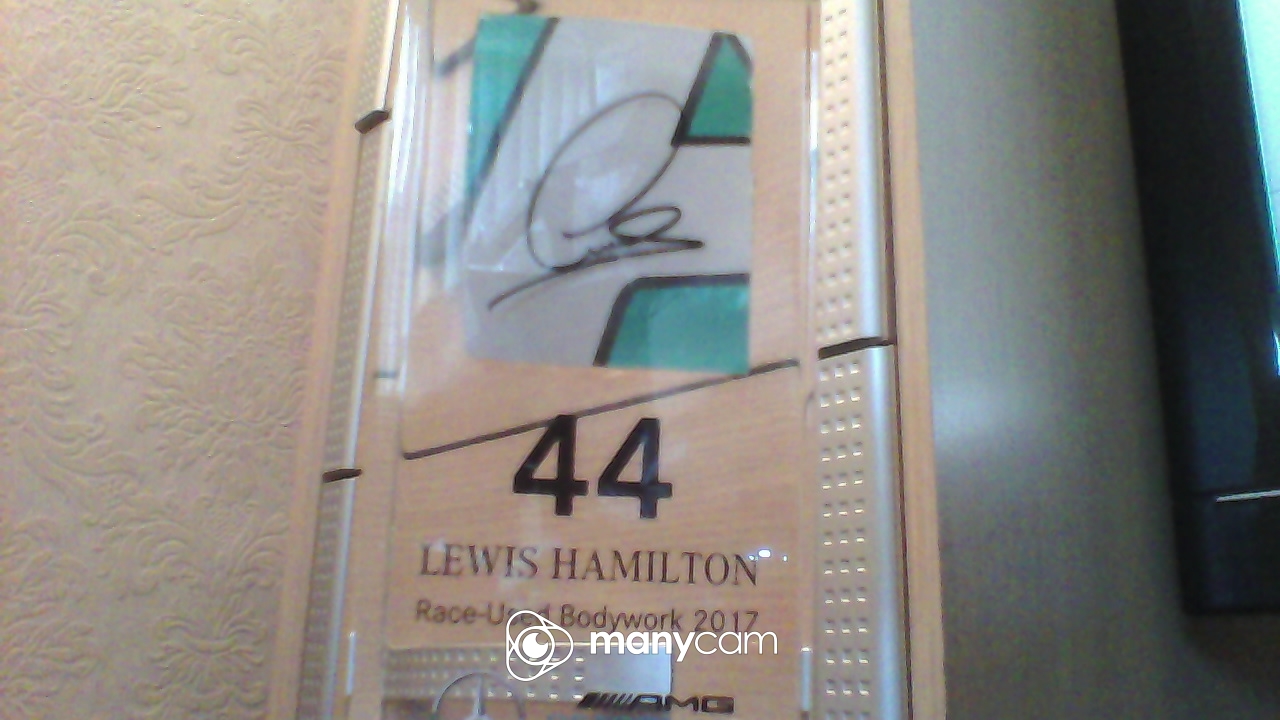 44
LEWIS HAMILTON
Race-Used Bodywork 2017
manycam
AMG